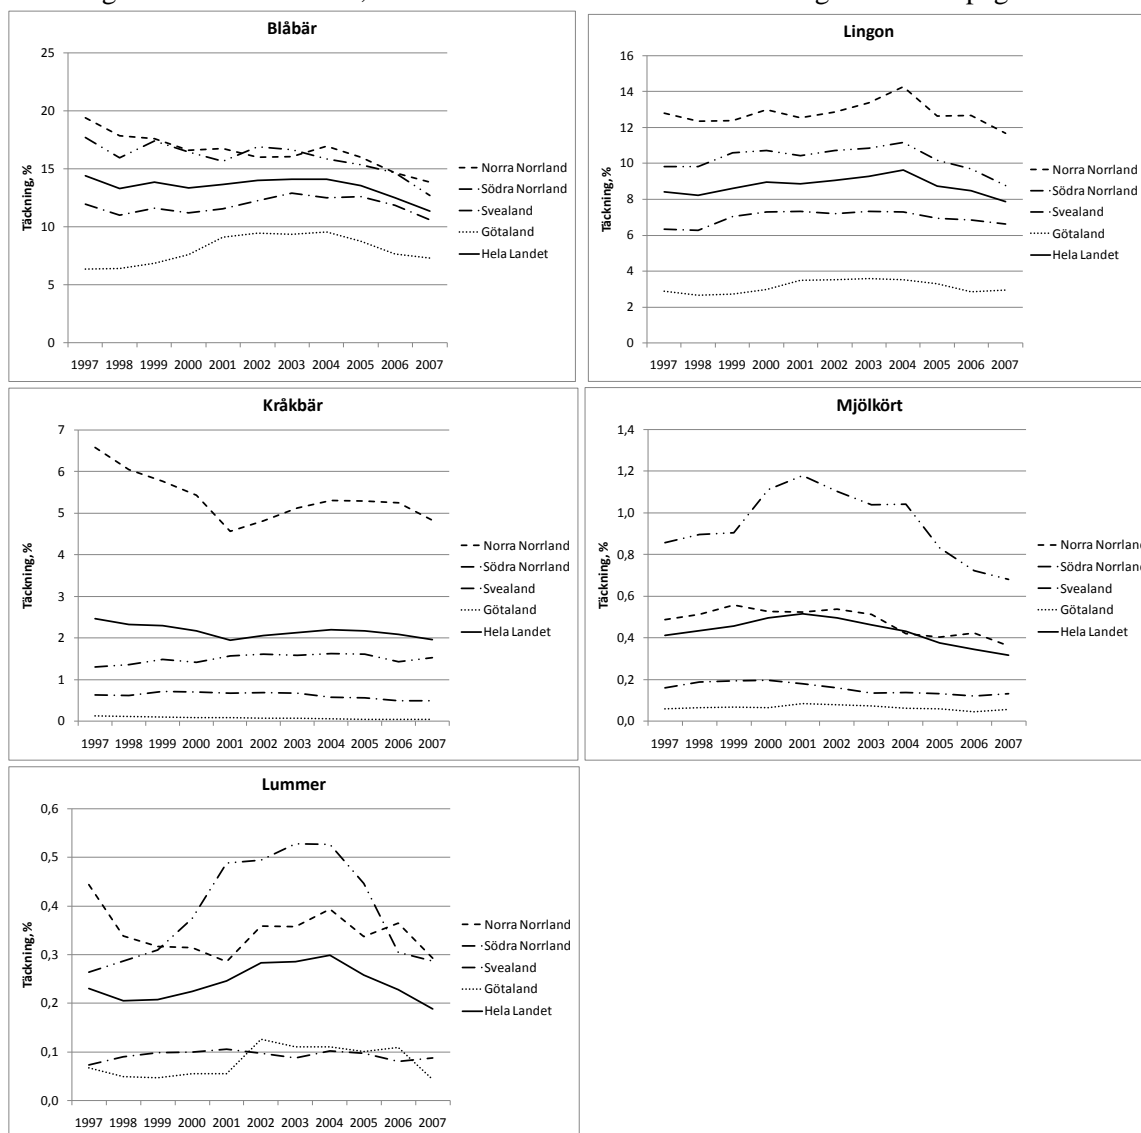 Blåbär
25
20
15
10
5
0
Täckning, %
1997 1998 1999 2000 2001 2002 2003 2004 2005 2006 2007
Norra Norrland
Södra Norrland
Svealand
Götaland
Hela Landet
Lingon
16
14
12
10
8
6
4
2
0
Täckning, %
1997 1998 1999 2000 2001 2002 2003 2004 2005 2006 2007
Norra Norrland
Södra Norrland
Svealand
Götaland
Hela Landet
Kråkbär
7
6
5
4
3
2
1
0
Täckning, %
1997 1998 1999 2000 2001 2002 2003 2004 2005 2006 2007
Norra Norrland
Södra Norrland
Svealand
Götaland
Hela Landet
Mjölkört
1,4
1,2
1,0
0,8
0,6
0,4
0,2
0,0
Täckning, %
1997 1998 1999 2000 2001 2002 2003 2004 2005 2006 2007
Norra Norrland
Södra Norrland
Svealand
Götaland
Hela Landet
Lummer
0,6
0,5
0,4
0,3
0,2
0,1
0,0
Täckning, %
1997 1998 1999 2000 2001 2002 2003 2004 2005 2006 2007
Norra Norrland
Södra Norrland
Svealand
Götaland
Hela Landet